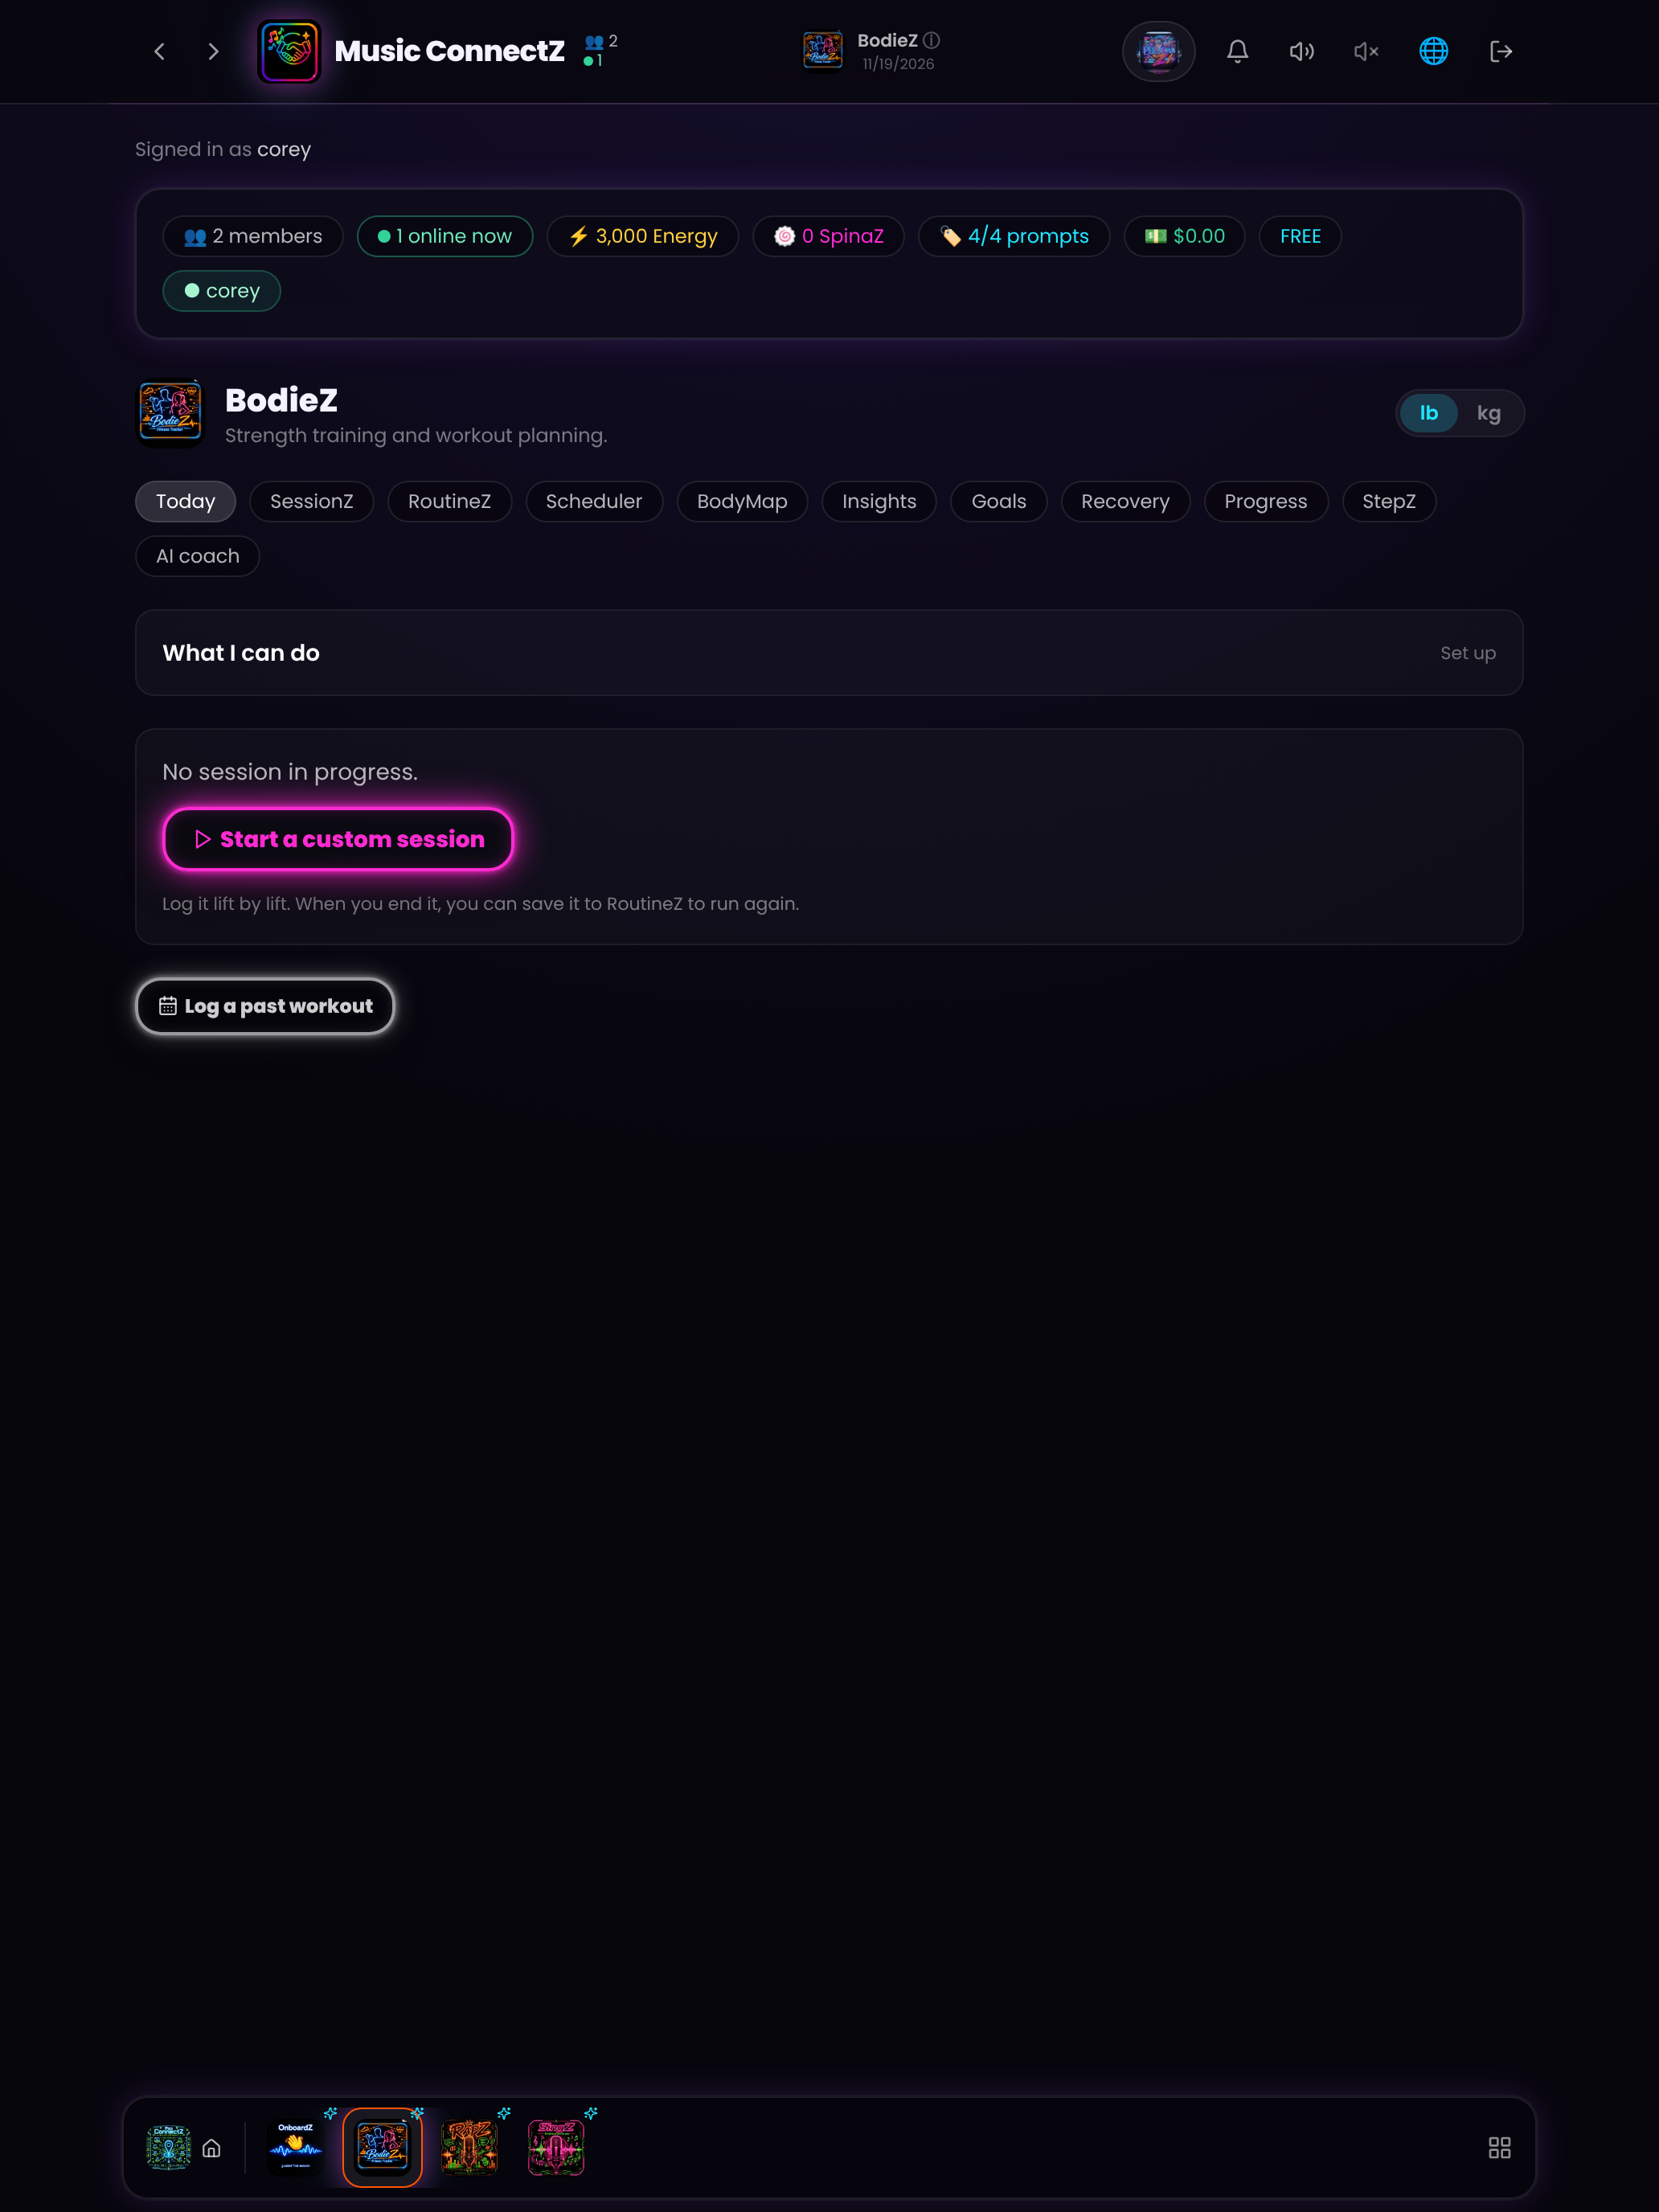 Music ConnectZ
2
1
BodieZ
11/19/2026
Signed in as corey
2 members
1 online now
3,000 Energy
0 SpinaZ
4/4 prompts
$0.00
FREE
corey
BodieZ
Strength training and workout planning.
lb
kg
Today
SessionZ
RoutineZ
Scheduler
BodyMap
Insights
Goals
Recovery
Progress
StepZ
AI coach
What I can do
Set up
No session in progress.
Start a custom session
Log it lift by lift. When you end it, you can save it to RoutineZ to run again.
Log a past workout
ConnectZ
OnboardZ
BodieZ
SingZ